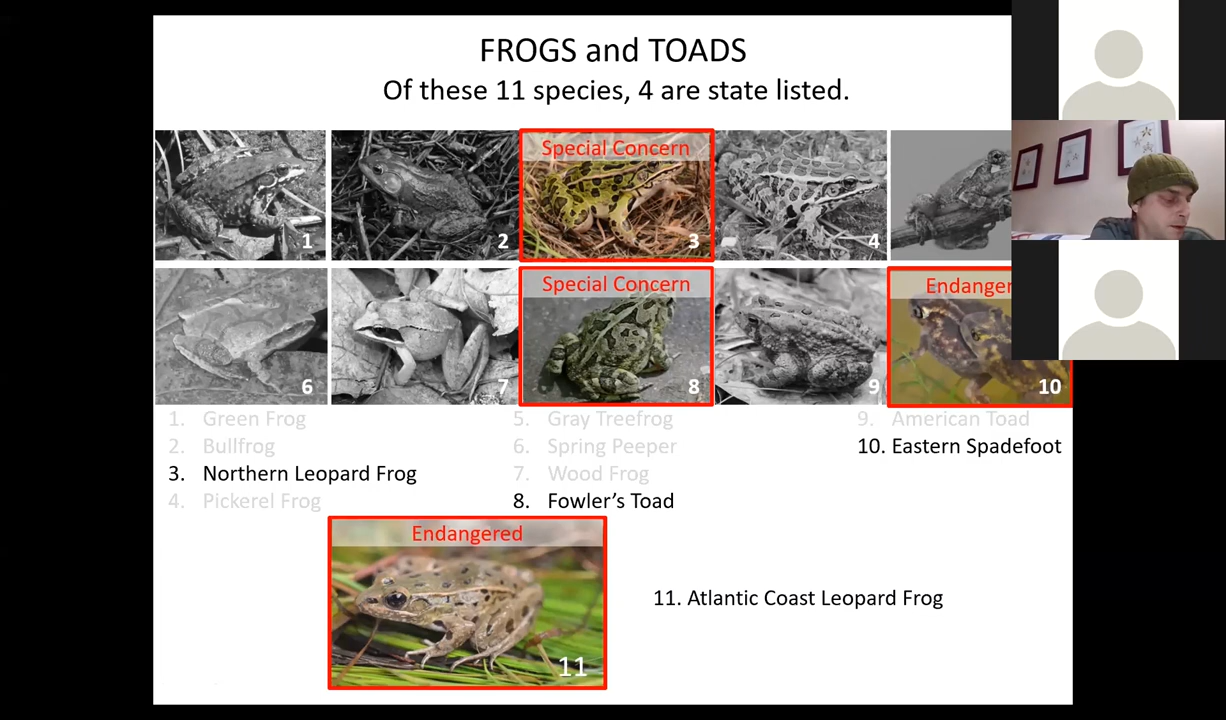 FROGS and TOADS
Of these 11 species, 4 are state listed.
Special Concern
1
2
3
4
Special Concern
Endanger
6
7
8
9
10
1. Green Frog
2. Bullfrog
3. Northern Leopard Frog
4. Pickerel Frog
5. Gray Treefrog
6. Spring Peeper
7. Wood Frog
8. Fowler’s Toad
9. American Toad
10. Eastern Spadefoot
Endangered
11
11. Atlantic Coast Leopard Frog